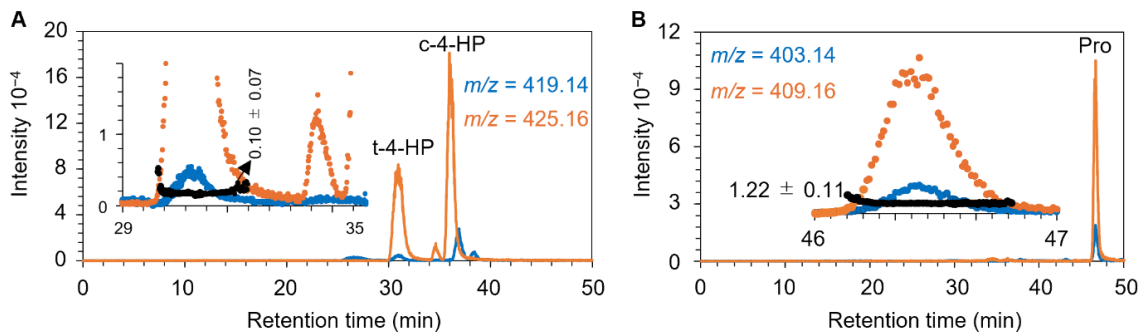 A
20
16
12
8
4
0
Intensity 10⁻⁴
0 10 20 30 40 50
Retention time (min)
c-4-HP
t-4-HP
m/z = 419.14
m/z = 425.16
1
0
29 35
0.10 ± 0.07
B
12
9
6
3
0
Intensity 10⁻⁴
0 10 20 30 40 50
Retention time (min)
m/z = 403.14
m/z = 409.16
Pro
1.22 ± 0.11
46 47